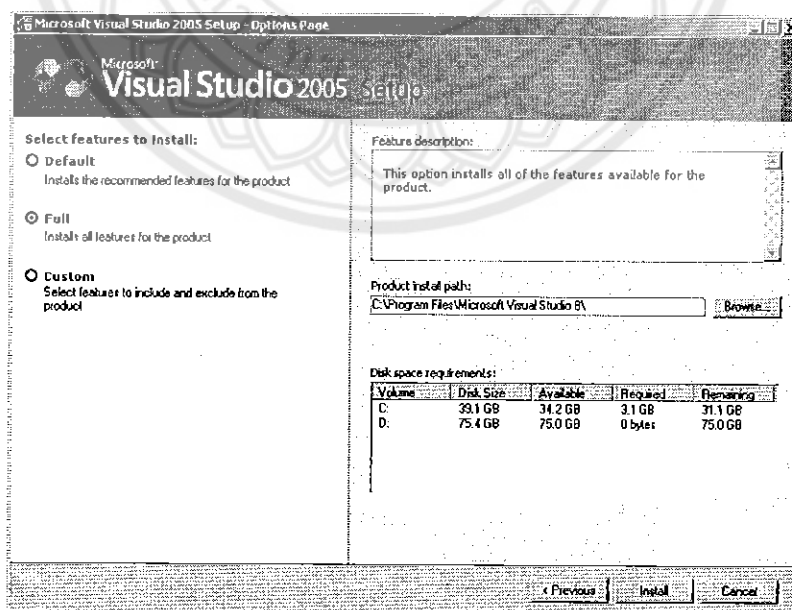 Microsoft Visual Studio 2005 Setup - Options Page
Microsoft
Visual Studio 2005 Setup
Select features to install:
Default
Installs the recommended features for the product
Full
Installs all features for the product
Custom
Select features to include and exclude from the
product
Feature description:
This option installs all of the features available for the
product.
Product install path:
C:\Program Files\Microsoft Visual Studio 8\
Browse...
Disk space requirements:
Volume Disk Size Available Required Remaining
C: 39.1 GB 34.2 GB 3.1 GB 31.1 GB
D: 75.4 GB 75.0 GB 0 bytes 75.0 GB
< Previous Install Cancel